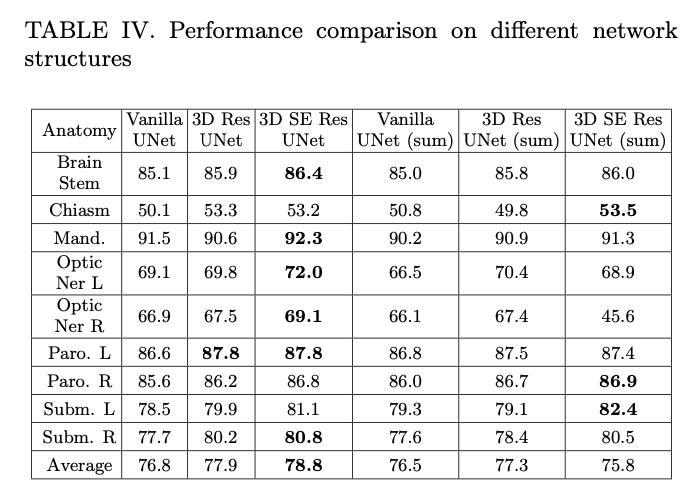 TABLE IV. Performance comparison on different network
structures
Anatomy Vanilla UNet 3D Res UNet 3D SE Res UNet Vanilla UNet (sum) 3D Res UNet (sum) 3D SE Res UNet (sum)
Brain Stem 85.1 85.9 86.4 85.0 85.8 86.0
Chiasm 50.1 53.3 53.2 50.8 49.8 53.5
Mand. 91.5 90.6 92.3 90.2 90.9 91.3
Optic Ner L 69.1 69.8 72.0 66.5 70.4 68.9
Optic Ner R 66.9 67.5 69.1 66.1 67.4 45.6
Paro. L 86.6 87.8 87.8 86.8 87.5 87.4
Paro. R 85.6 86.2 86.8 86.0 86.7 86.9
Subm. L 78.5 79.9 81.1 79.3 79.1 82.4
Subm. R 77.7 80.2 80.8 77.6 78.4 80.5
Average 76.8 77.9 78.8 76.5 77.3 75.8